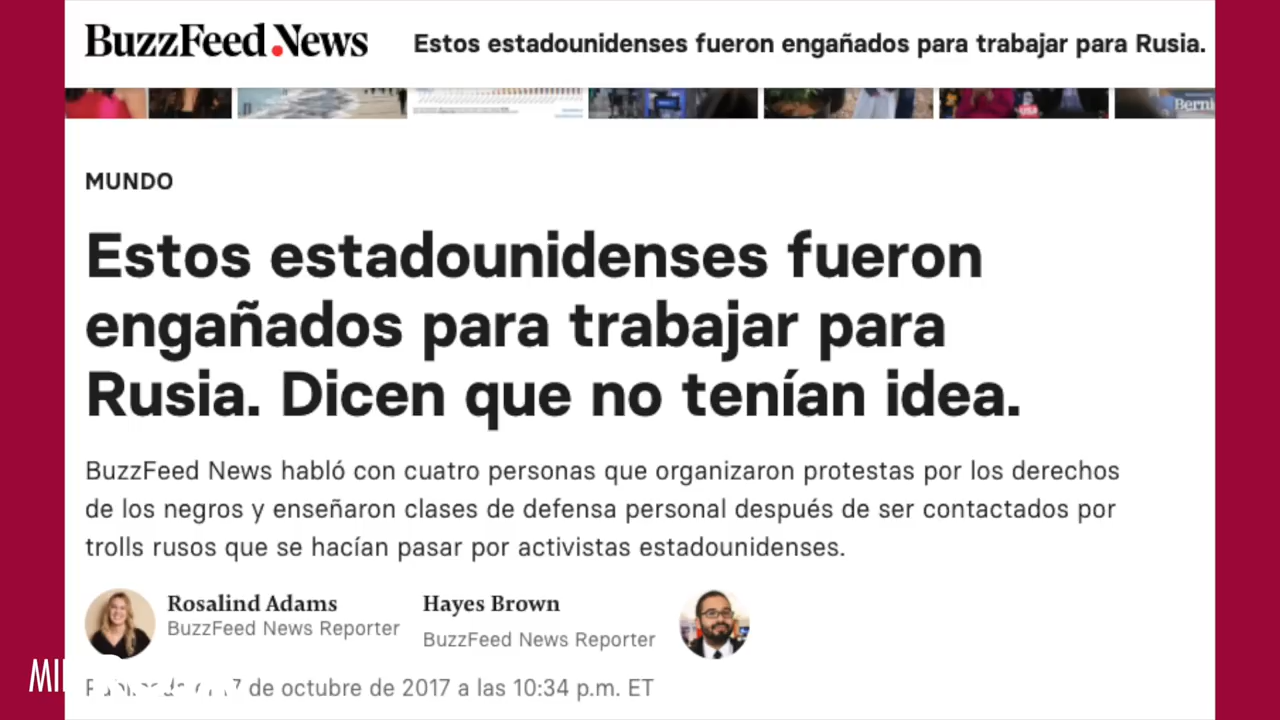 BuzzFeed News
Estos estadounidenses fueron engañados para trabajar para Rusia.
Berni
MUNDO
Estos estadounidenses fueron
engañados para trabajar para
Rusia. Dicen que no tenían idea.
BuzzFeed News habló con cuatro personas que organizaron protestas por los derechos
de los negros y enseñaron clases de defensa personal después de ser contactados por
trolls rusos que se hacían pasar por activistas estadounidenses.
Rosalind Adams
BuzzFeed News Reporter
Hayes Brown
BuzzFeed News Reporter
7 de octubre de 2017 a las 10:34 p.m. ET